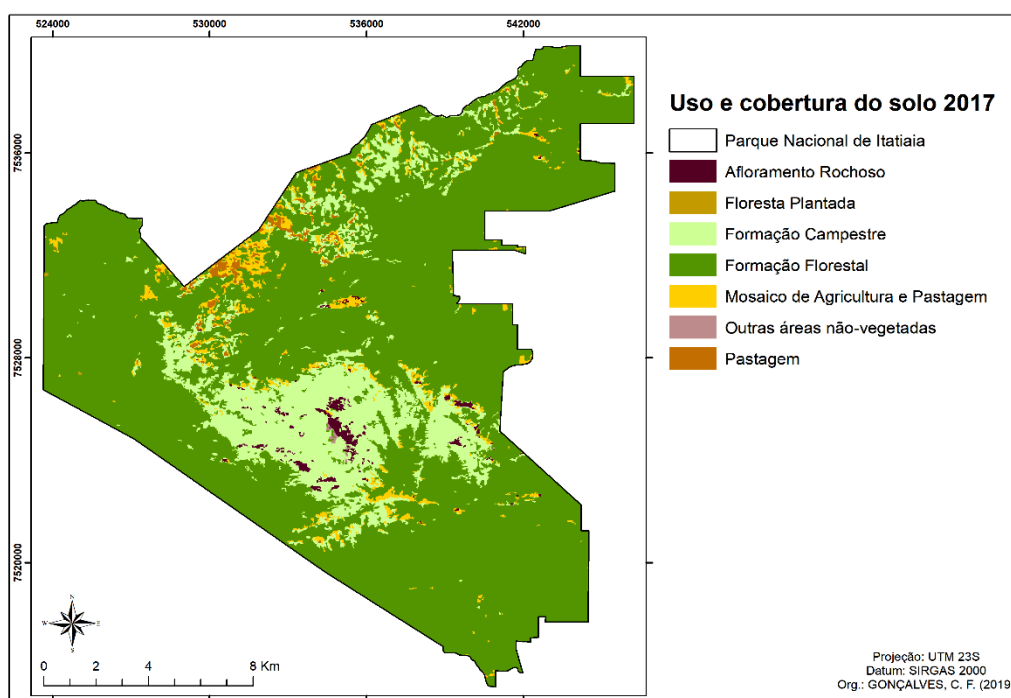 524000
530000
536000
542000
7536000
7528000
7520000
Uso e cobertura do solo 2017
Parque Nacional de Itatiaia
Afloramento Rochoso
Floresta Plantada
Formação Campestre
Formação Florestal
Mosaico de Agricultura e Pastagem
Outras áreas não-vegetadas
Pastagem
N
W
E
S
0 2 4 8 Km
Projeção: UTM 23S
Datum: SIRGAS 2000
Org.: GONÇALVES, C. F. (2019